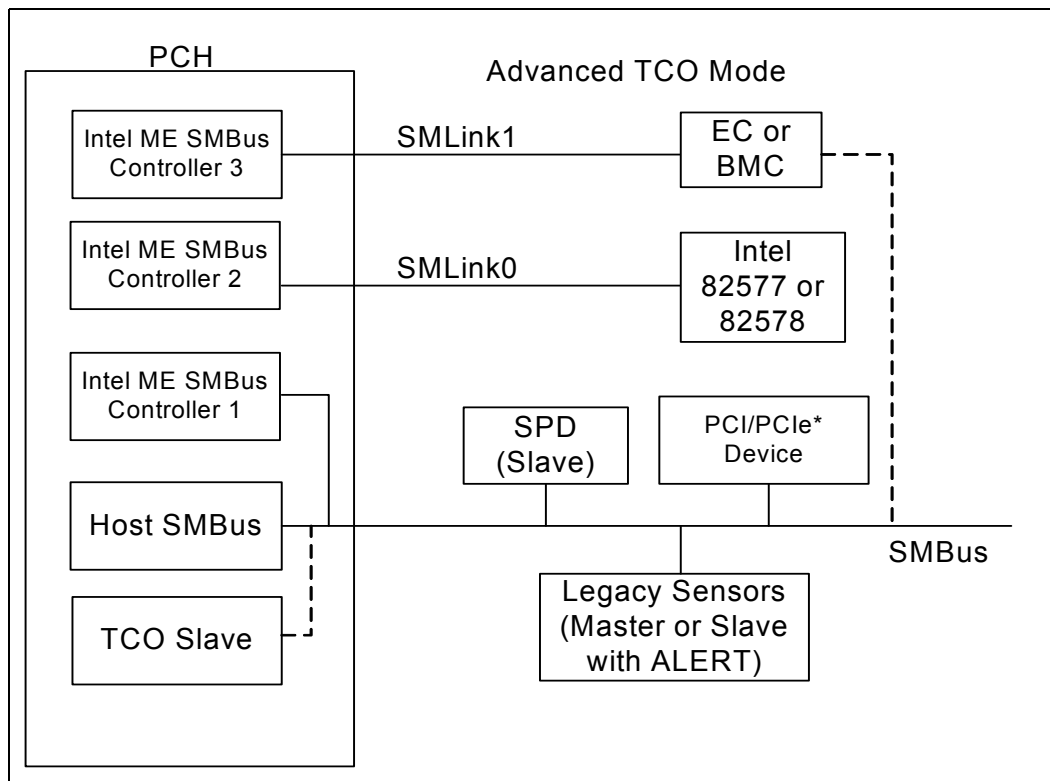 PCH
Advanced TCO Mode
Intel ME SMBus
Controller 3
SMLink1
EC or
BMC
Intel ME SMBus
Controller 2
SMLink0
Intel
82577 or
82578
Intel ME SMBus
Controller 1
SPD
(Slave)
PCI/PCIe*
Device
Host SMBus
SMBus
TCO Slave
Legacy Sensors
(Master or Slave
with ALERT)